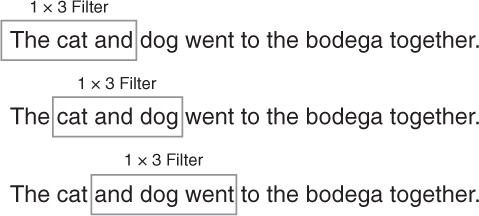 1 × 3 Filter
The cat and dog went to the bodega together.
1 × 3 Filter
The cat and dog went to the bodega together.
1 × 3 Filter
The cat and dog went to the bodega together.